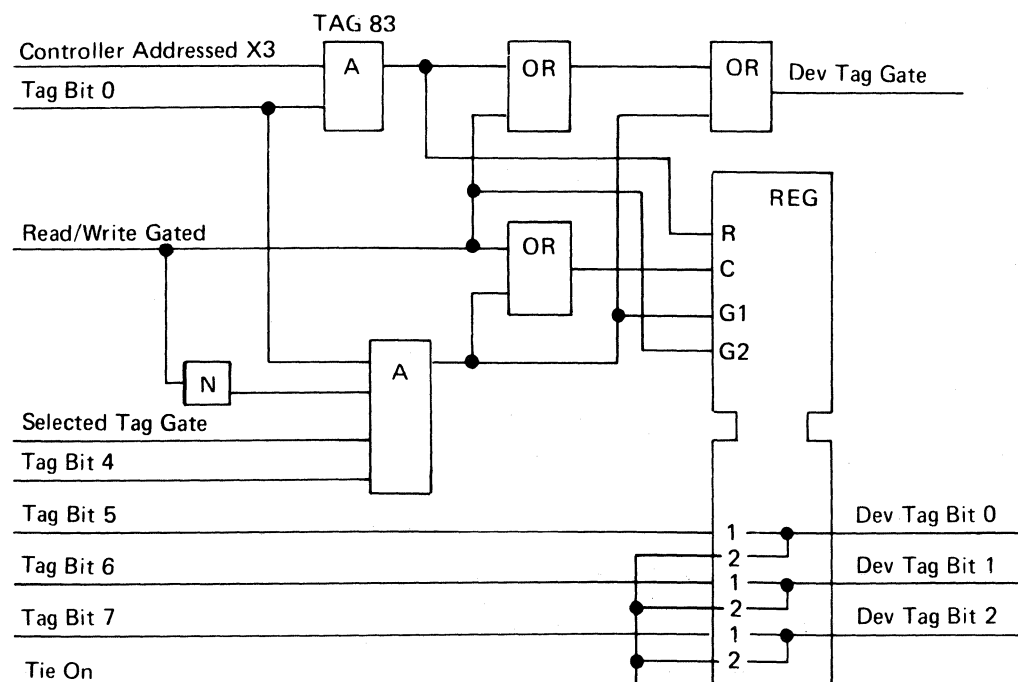 TAG 83
Controller Addressed X3
A
OR
OR
Dev Tag Gate
Tag Bit 0
REG
Read/Write Gated
OR
R
C
G1
G2
A
N
Selected Tag Gate
Tag Bit 4
Tag Bit 5
1
Dev Tag Bit 0
2
Tag Bit 6
1
Dev Tag Bit 1
2
Tag Bit 7
1
Dev Tag Bit 2
2
Tie On